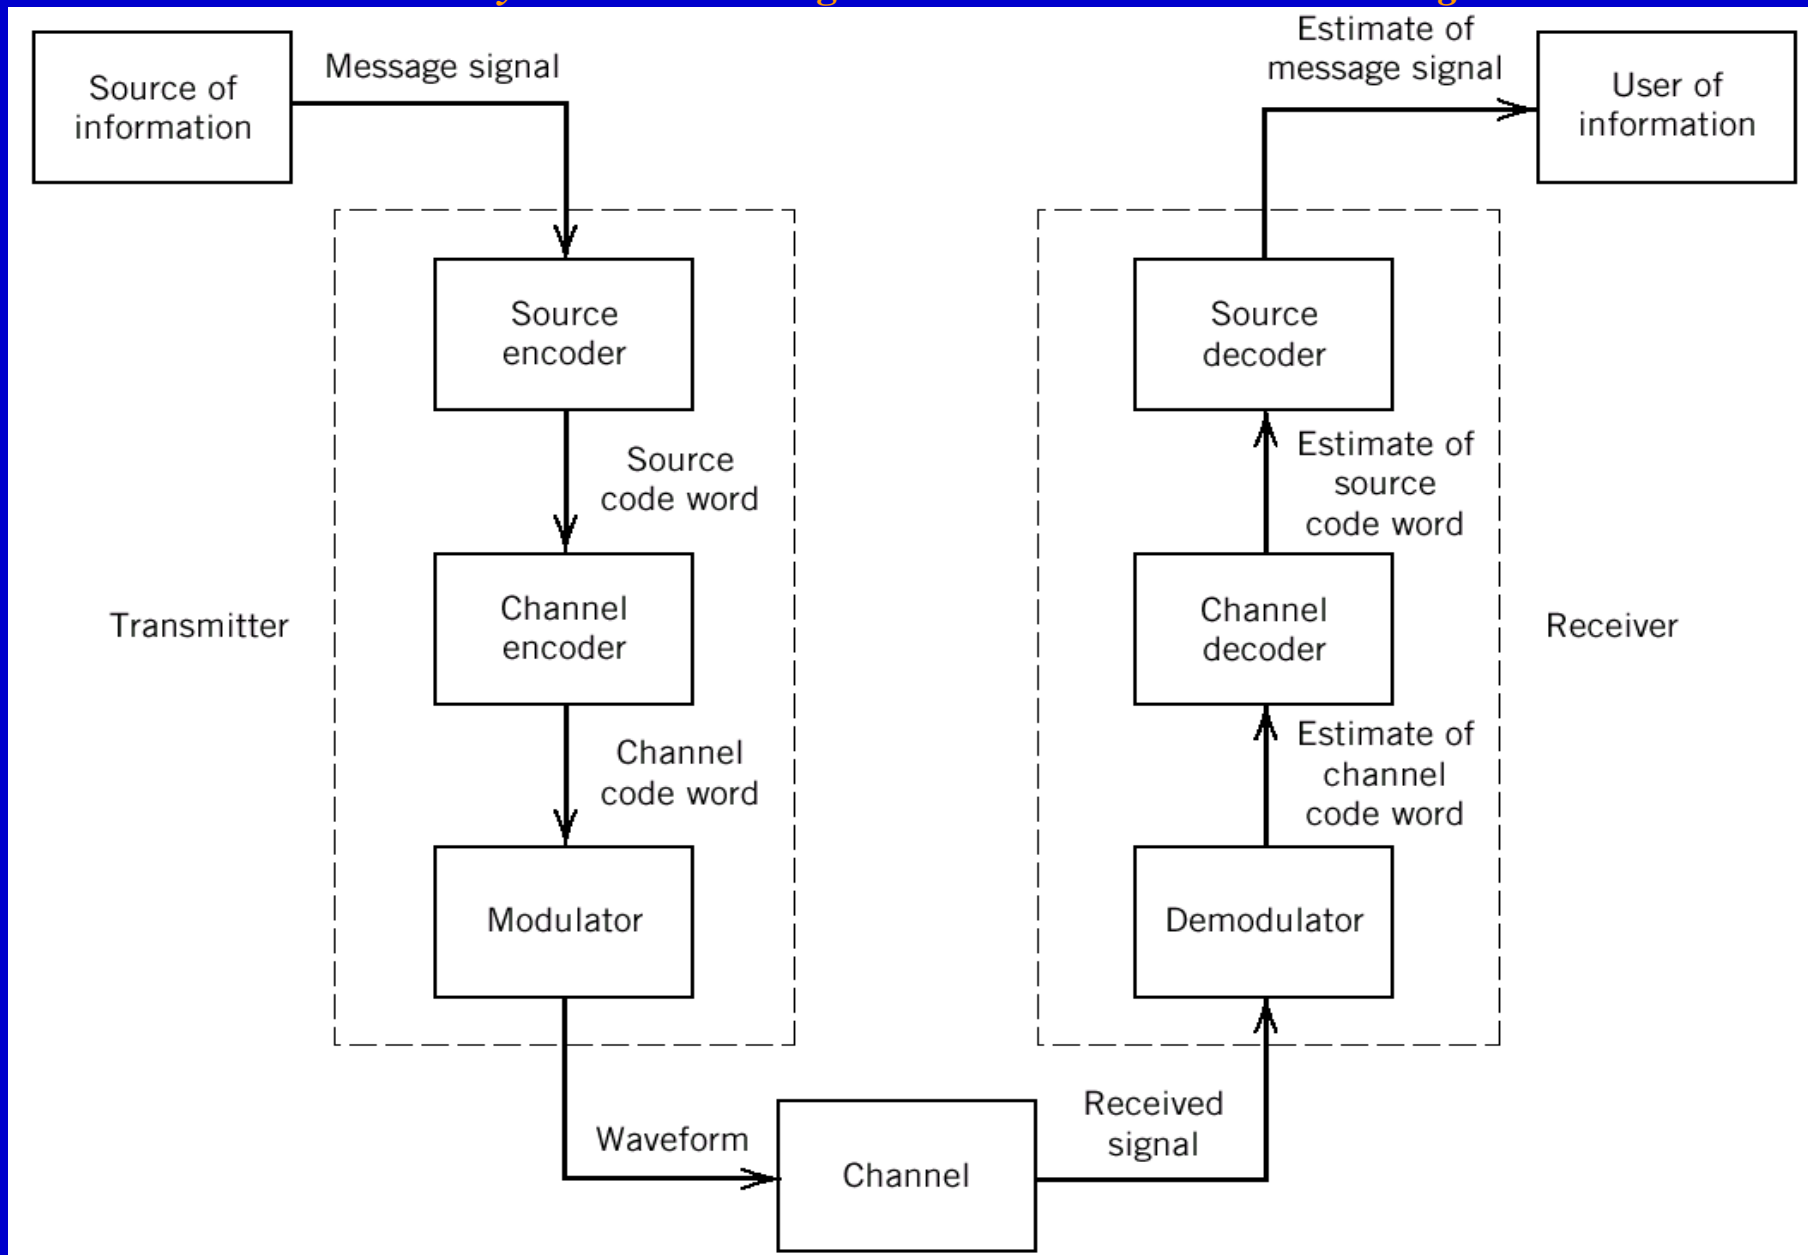 Source of
information
Message signal
Estimate of
message signal
User of
information
Source
encoder
Source
code word
Channel
encoder
Channel
code word
Modulator
Transmitter
Waveform
Channel
Received
signal
Demodulator
Estimate of
channel
code word
Channel
decoder
Estimate of
source
code word
Source
decoder
Receiver